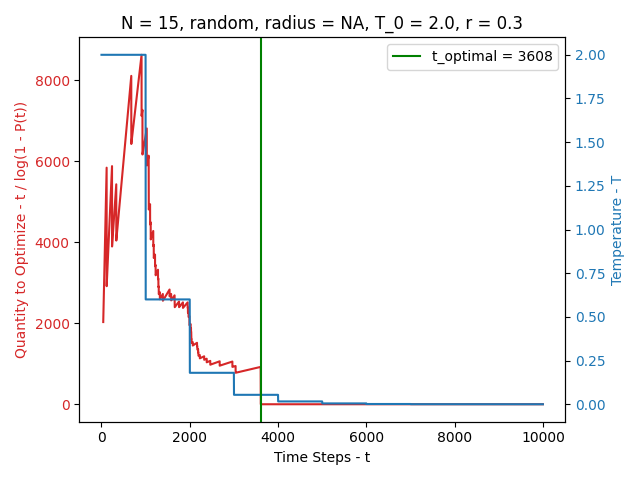 N = 15, random, radius = NA, T_0 = 2.0, r = 0.3
t_optimal = 3608
Quantity to Optimize - t / log(1 - P(t))
8000
6000
4000
2000
0
2.00
1.75
1.50
1.25
1.00
0.75
0.50
0.25
0.00
Temperature - T
0 2000 4000 6000 8000 10000
Time Steps - t